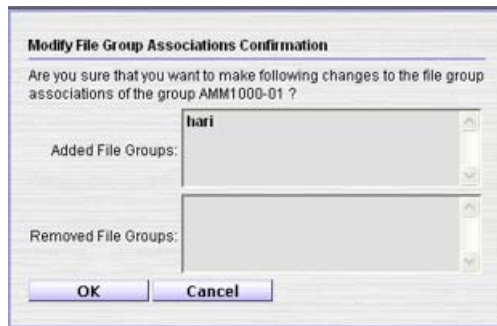 Modify File Group Associations Confirmation
Are you sure that you want to make following changes to the file group
associations of the group AMM1000-01 ?
Added File Groups:
hari
Removed File Groups:
OK
Cancel